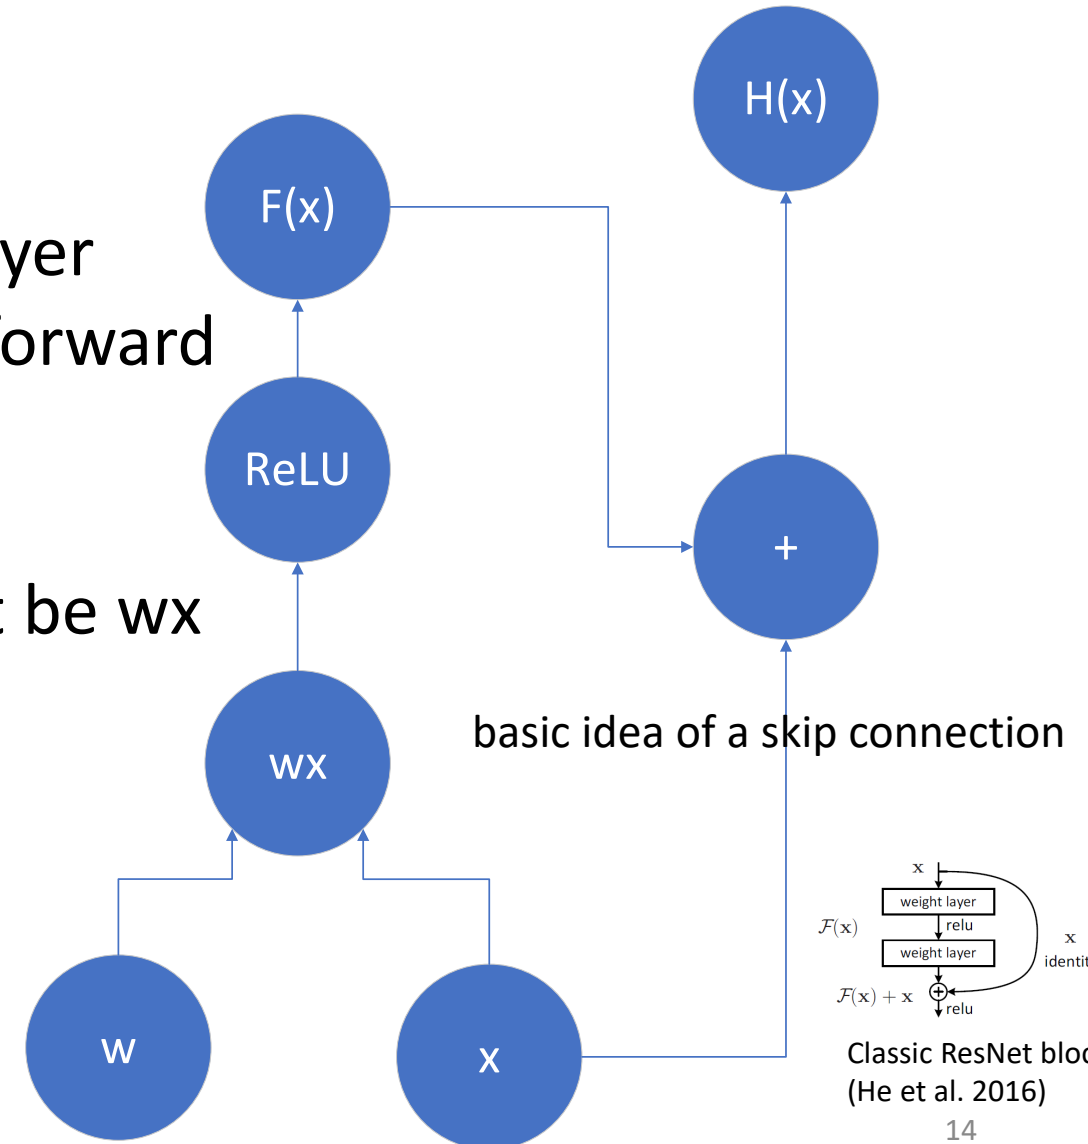 H(x)
F(x)
yer
orward
ReLU
+
be wx
basic idea of a skip connection
wx
x
weight layer
relu
F(x)
weight layer
x
identit
F(x) + x
+
relu
w
x
Classic ResNet bloc
(He et al. 2016)
14